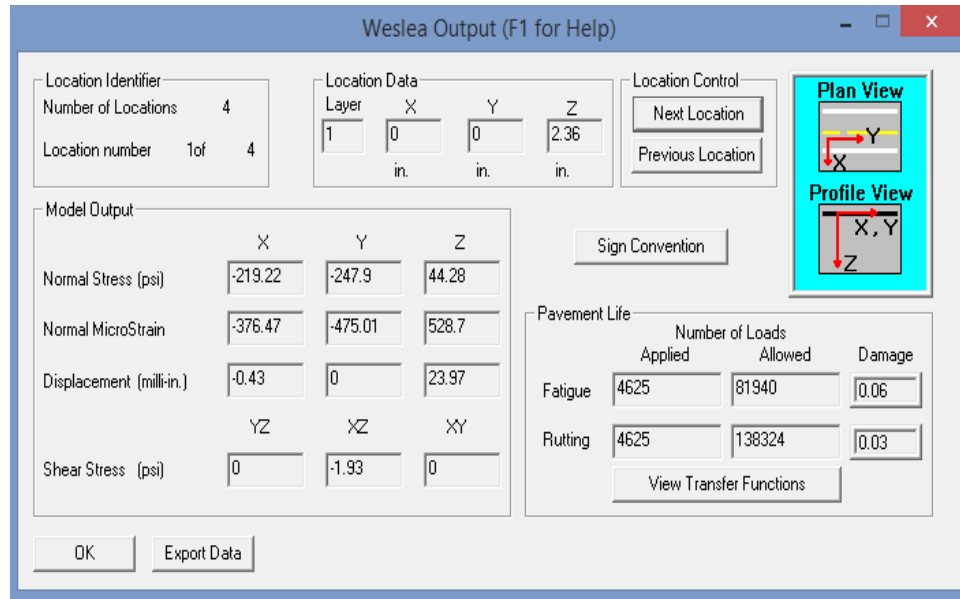 Weslea Output (F1 for Help)
Location Identifier
Number of Locations 4
Location number 1of 4
Location Data
Layer X Y Z
1 0 0 2.36
in. in. in.
Location Control
Next Location
Previous Location
Plan View
Y
X
Profile View
X, Y
Z
Model Output
X Y Z
Normal Stress (psi) -219.22 -247.9 44.28
Normal MicroStrain -376.47 -475.01 528.7
Displacement (milli-in.) -0.43 0 23.97
YZ XZ XY
Shear Stress (psi) 0 -1.93 0
Sign Convention
Pavement Life
Number of Loads
Applied Allowed Damage
Fatigue 4625 81940 0.06
Rutting 4625 138324 0.03
View Transfer Functions
OK Export Data